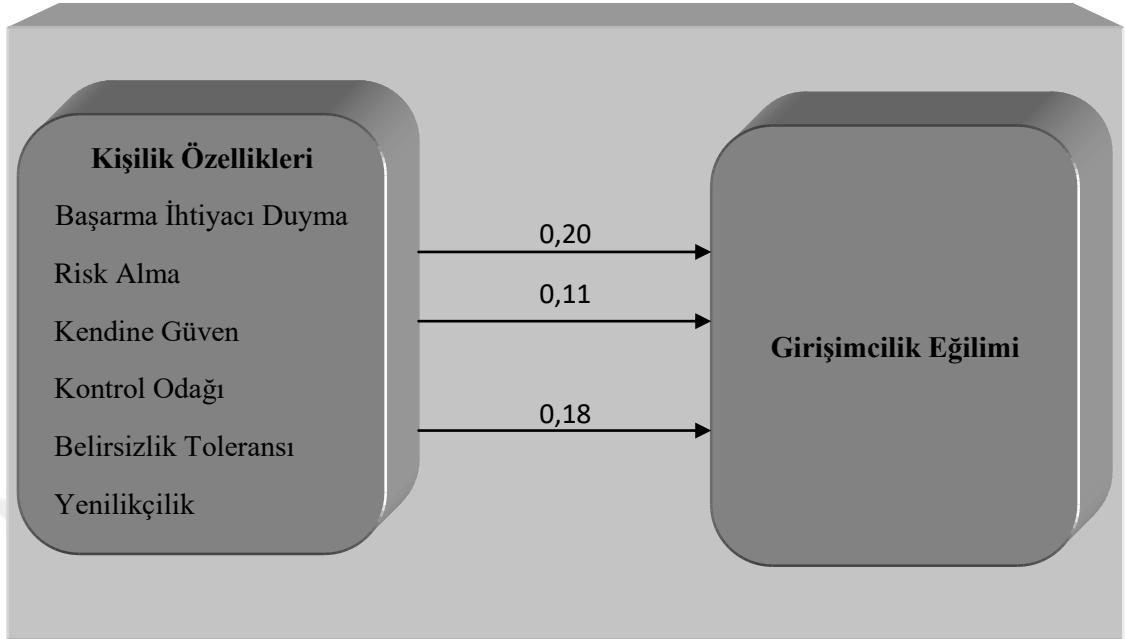 Kişilik Özellikleri
Başarma İhtiyacı Duyma
Risk Alma
Kendine Güven
Kontrol Odağı
Belirsizlik Toleransı
Yenilikçilik
0,20
0,11
0,18
Girişimcilik Eğilimi